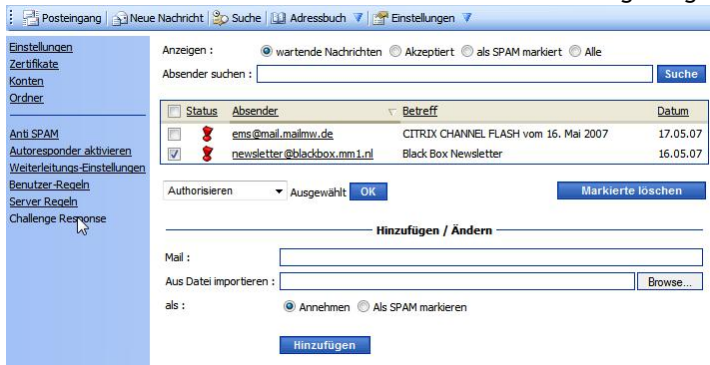 Posteingang Neue Nachricht Suche Adressbuch Einstellungen
Einstellungen
Zertifikate
Konten
Ordner
Anti SPAM
Autoresponder aktivieren
Weiterleitungs-Einstellungen
Benutzer-Regeln
Server Regeln
Challenge Response
Anzeigen : wartende Nachrichten Akzeptiert als SPAM markiert Alle
Absender suchen : Suche
Status Absender Betreff Datum
ems@mail.mailmw.de CITRIX CHANNEL FLASH vom 16. Mai 2007 17.05.07
newsletter@blackbox.mm1.nl Black Box Newsletter 16.05.07
Authorisieren Ausgewählt OK Markierte löschen
Hinzufügen / Ändern
Mail :
Aus Datei importieren : Browse...
als : Annehmen Als SPAM markieren
Hinzufügen